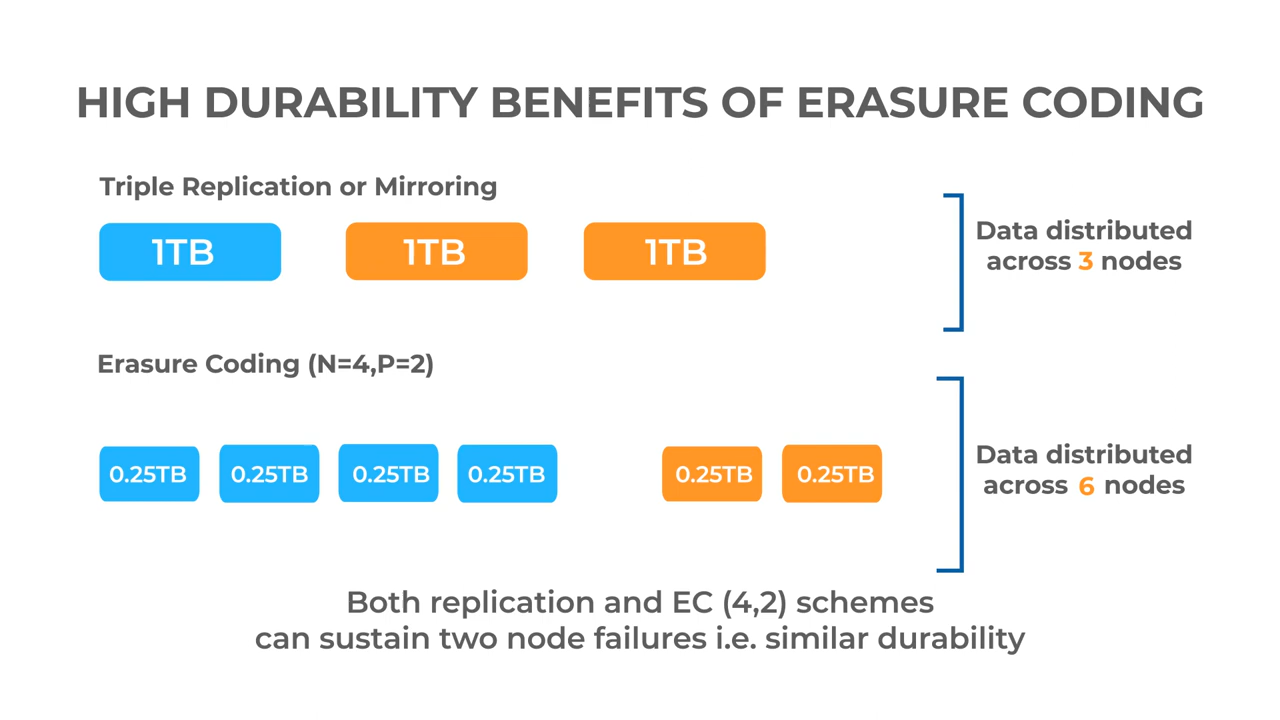 HIGH DURABILITY BENEFITS OF ERASURE CODING
Triple Replication or Mirroring
1TB 1TB 1TB
Data distributed
across 3 nodes
Erasure Coding (N=4,P=2)
0.25TB 0.25TB 0.25TB 0.25TB 0.25TB 0.25TB
Data distributed
across 6 nodes
Both replication and EC (4,2) schemes
can sustain two node failures i.e. similar durability